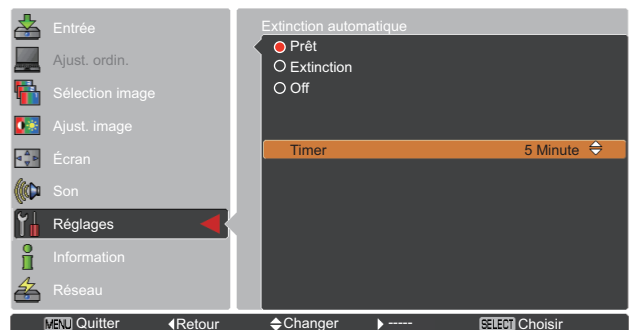 Entrée
Ajust. ordin.
Sélection image
Ajust. image
Écran
Son
Réglages
Information
Réseau
Extinction automatique
Prêt
Extinction
Off
Timer 5 Minute
MENU Quitter Retour Changer ----- SELECT Choisir